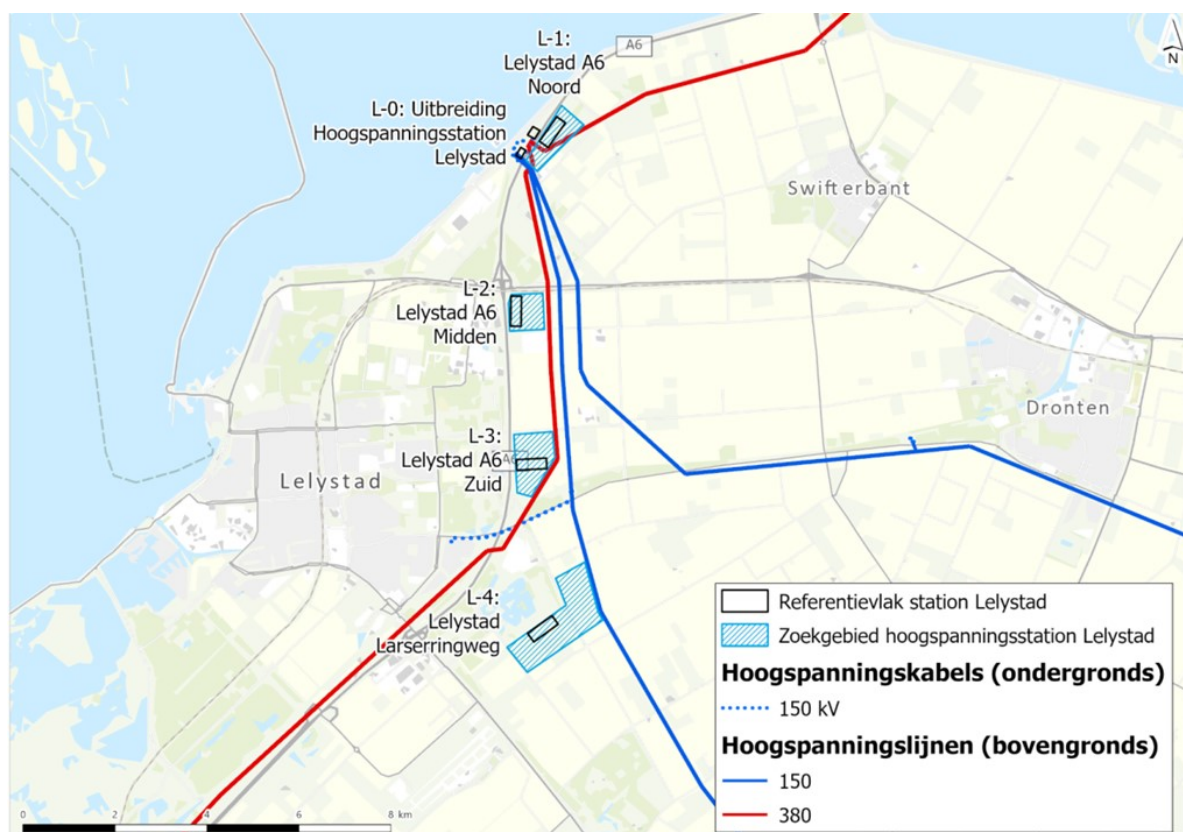 L-1:
Lelystad A6
Noord
A6
N
L-0: Uitbreiding
Hoogspanningsstation
Lelystad
Swifterbant
L-2:
Lelystad A6
Midden
Dronten
L-3:
Lelystad A6
Zuid
A6
Lelystad
L-4:
Lelystad
Larserringweg
Referentievlak station Lelystad
Zoekgebied hoogspanningsstation Lelystad
Hoogspanningskabels (ondergronds)
150 kV
Hoogspanningslijnen (bovengronds)
150
380
0 2 4 6 8 km